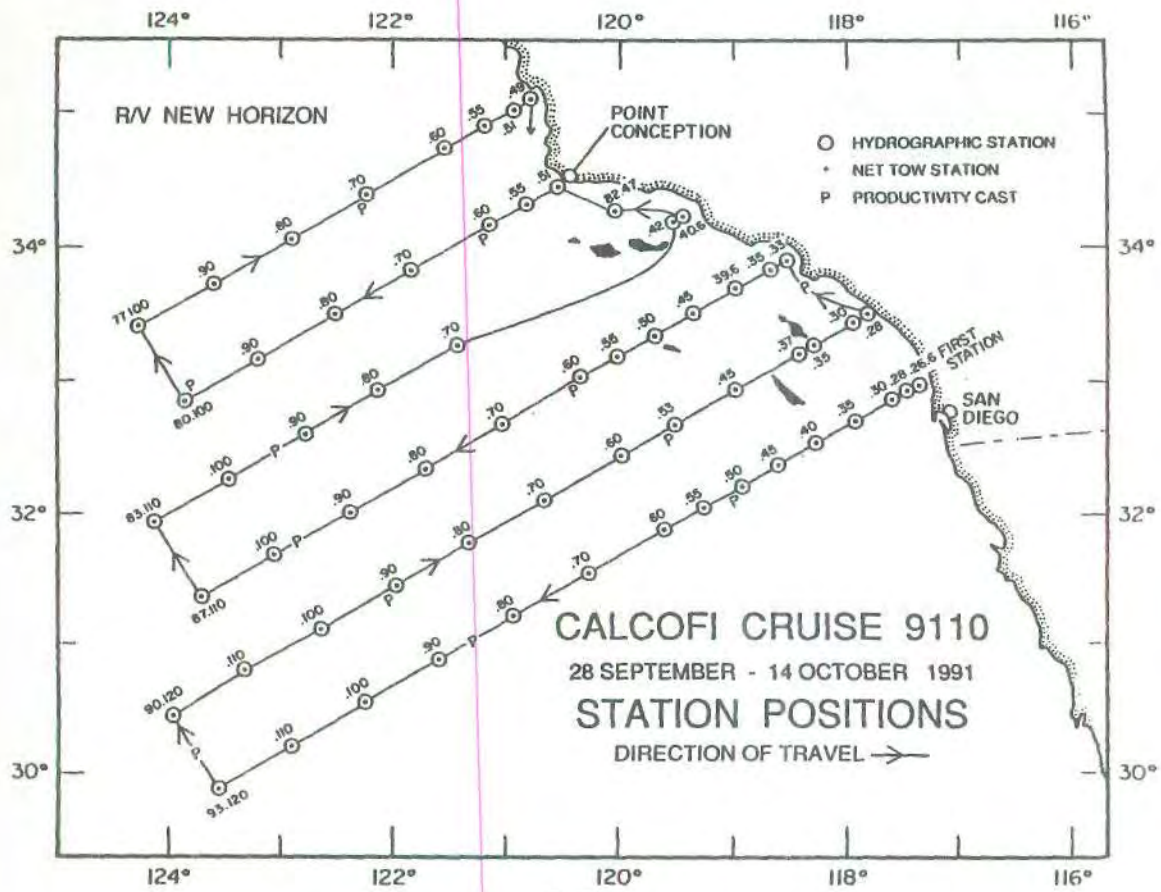 124° 122° 120° 118° 116°
R/V NEW HORIZON
POINT
CONCEPTION
HYDROGRAPHIC STATION
NET TOW STATION
P PRODUCTIVITY CAST
34° 34°
32° 32°
30° 30°
77.100 .90 .80 .70 P .60 .55 .51 .49
80.100 P .90 .80 .70 .60 P .55 .51 82.47
83.110 .100 P .90 .80 .70 .42 40.6
87.110 .100 P .90 .80 .70 .60 P .55 .50 .45 39.6 .35 .33 P
90.120 .110 .100 .90 P .80 .70 .60 .53 P .45 .37 .35 .30 .28
93.120 P .110 .100 .90 P .80 .70 .60 .55 .50 P .45 .40 .35 .30 .28 .26.6 FIRST
STATION
SAN
DIEGO
CALCOFI CRUISE 9110
28 SEPTEMBER - 14 OCTOBER 1991
STATION POSITIONS
DIRECTION OF TRAVEL
124° 122° 120° 118° 116°